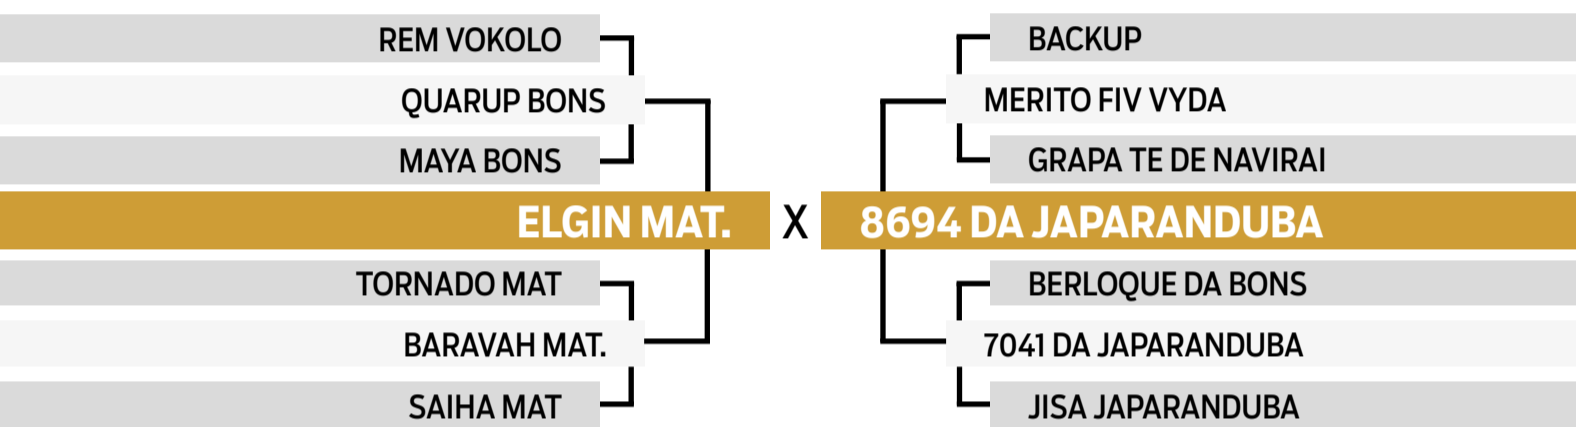 REM VOKOLO
QUARUP BONS
MAYA BONS
ELGIN MAT.
TORNADO MAT
BARAVAH MAT.
SAIHA MAT
X
BACKUP
MERITO FIV VYDA
GRAPA TE DE NAVIRAI
8694 DA JAPARANDUBA
BERLOQUE DA BONS
7041 DA JAPARANDUBA
JISA JAPARANDUBA